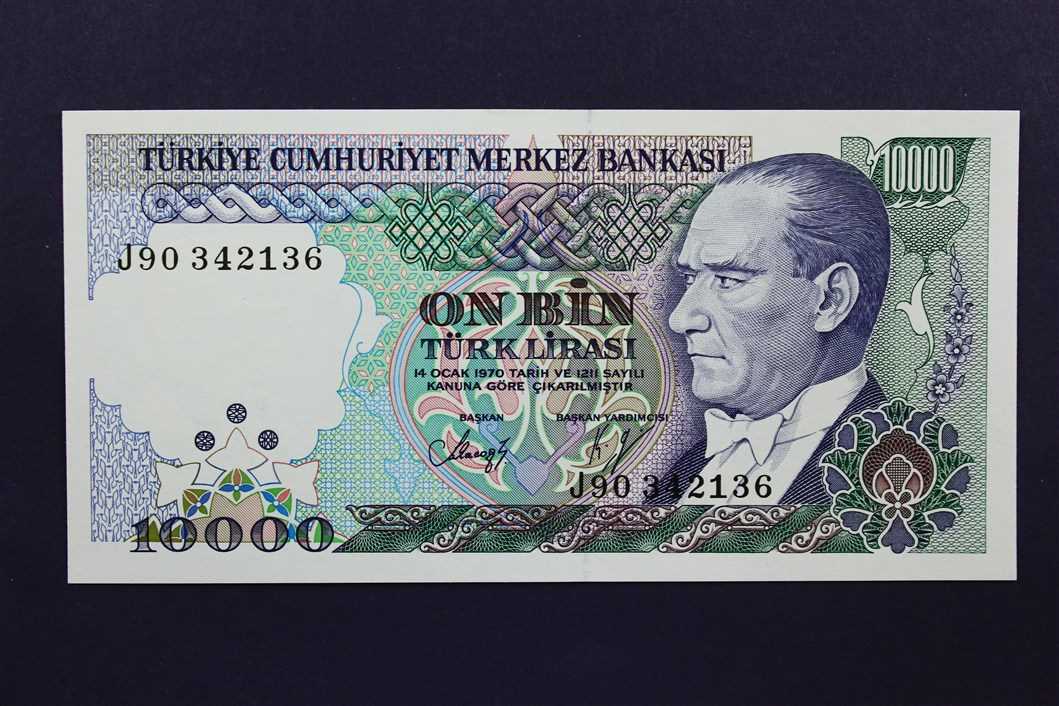 TÜRKİYE CUMHURİYET MERKEZ BANKASI
10000
J90 342136
ON BİN
TÜRK LİRASI
14 OCAK 1970 TARİH VE 1211 SAYILI
KANUNA GÖRE ÇIKARILMIŞTIR
BAŞKAN BAŞKAN YARDIMCISI
J90 342136
10000